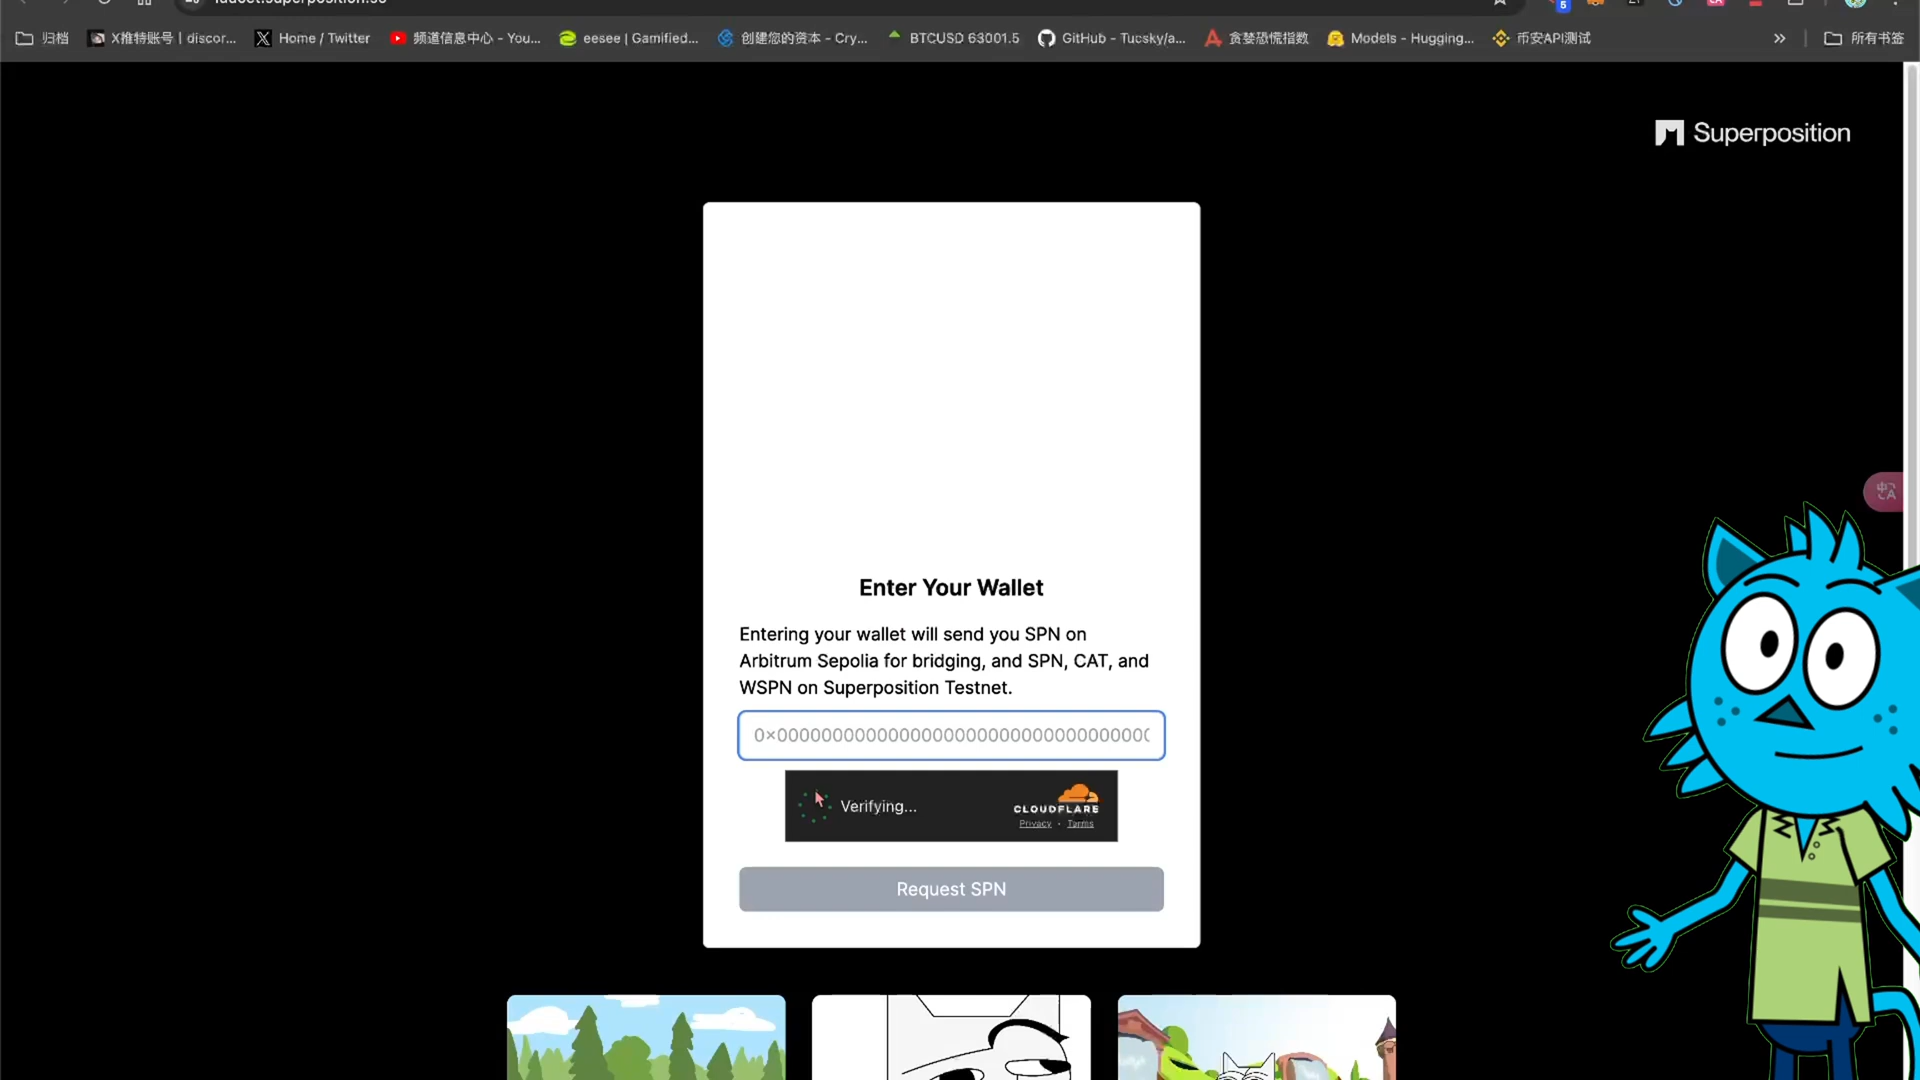 归档
X推特账号 | discor...
Home / Twitter
频道信息中心 - You...
eesee | Gamified...
创建您的资本 - Cry...
BTCUSD 63001.5
GitHub - Tucsky/a...
贪婪恐慌指数
Models - Hugging...
币安API测试
所有书签
Superposition
Enter Your Wallet
Entering your wallet will send you SPN on
Arbitrum Sepolia for bridging, and SPN, CAT, and
WSPN on Superposition Testnet.
Verifying...
CLOUDFLARE
Privacy · Terms
Request SPN